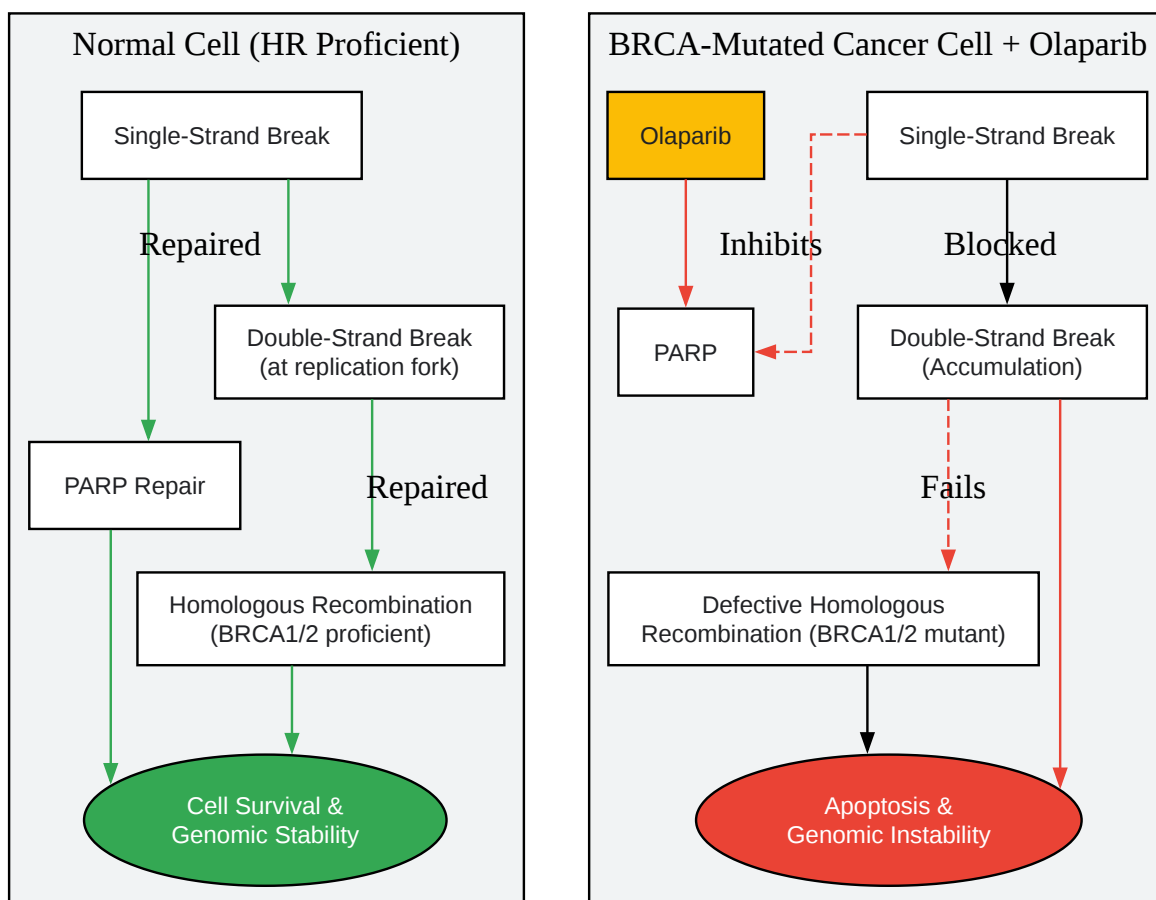 Normal Cell (HR Proficient)
Single-Strand Break
Repaired
Double-Strand Break
(at replication fork)
PARP Repair
Repaired
Homologous Recombination
(BRCA1/2 proficient)
Cell Survival &
Genomic Stability
BRCA-Mutated Cancer Cell + Olaparib
Olaparib
Single-Strand Break
Inhibits
Blocked
PARP
Double-Strand Break
(Accumulation)
Fails
Defective Homologous
Recombination (BRCA1/2 mutant)
Apoptosis &
Genomic Instability